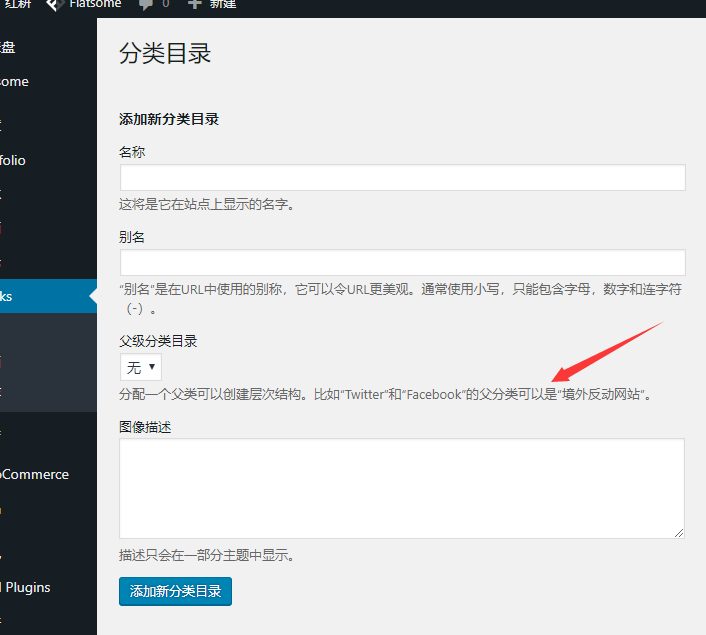 红枡 Flatsome 0 新建
盘
分类目录
some
添加新分类目录
名称
folio
这将是它在站点上显示的名字。
别名
ks
“别名”是在URL中使用的别称，它可以令URL更美观。通常使用小写，只能包含字母，数字和连字符
（-）。
父级分类目录
无
分配一个父类可以创建层次结构。比如“Twitter”和“Facebook”的父分类可以是“境外反动网站”。
图像描述
oCommerce
描述只会在一部分主题中显示。
l Plugins
添加新分类目录